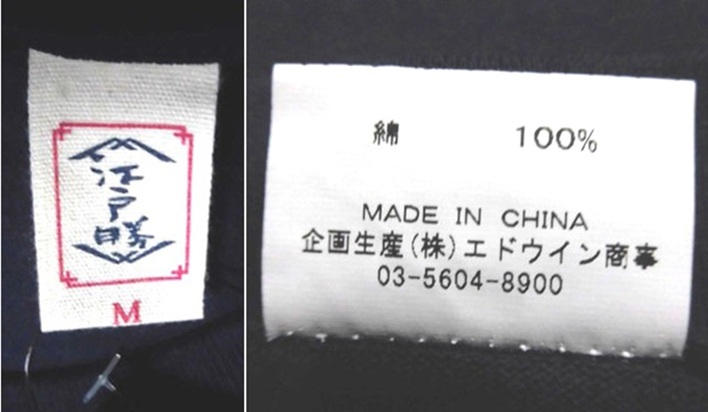 江戸勝
M
綿 100%
MADE IN CHINA
企画生産(株)エドウイン商事
03-5604-8900